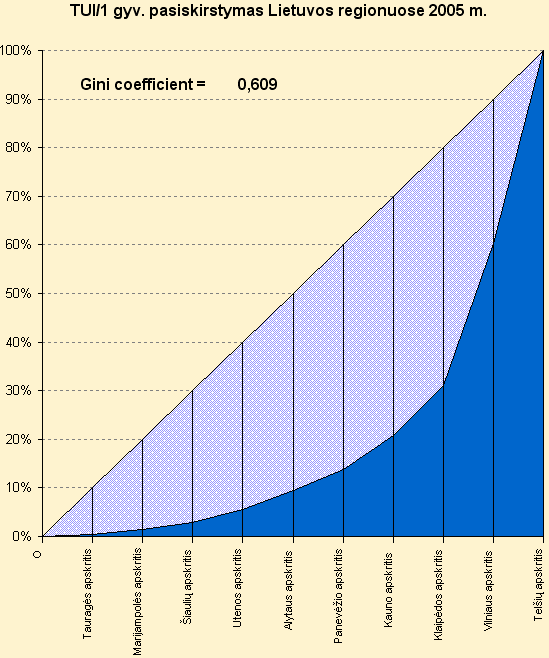 TUI/1 gyv. pasiskirstymas Lietuvos regionuose 2005 m.
Gini coefficient = 0,609
100%
90%
80%
70%
60%
50%
40%
30%
20%
10%
0%
O
Tauragės apskritis
Marijampolės apskritis
Šiaulių apskritis
Utenos apskritis
Alytaus apskritis
Panevėžio apskritis
Kauno apskritis
Klaipėdos apskritis
Vilniaus apskritis
Telšių apskritis